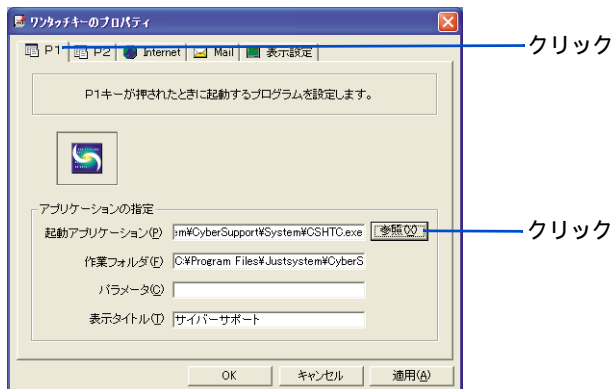 ワンタッチキーのプロパティ
P1 P2 Internet Mail 表示設定
クリック
P1キーが押されたときに起動するプログラムを設定します。
アプリケーションの指定
起動アプリケーション(P) em¥CyberSupport¥System¥CSHTC.exe 参照(X)
クリック
作業フォルダ(F) C:¥Program Files¥Justsystem¥CyberS
パラメータ(C)
表示タイトル(T) サイバーサポート
OK キャンセル 適用(A)